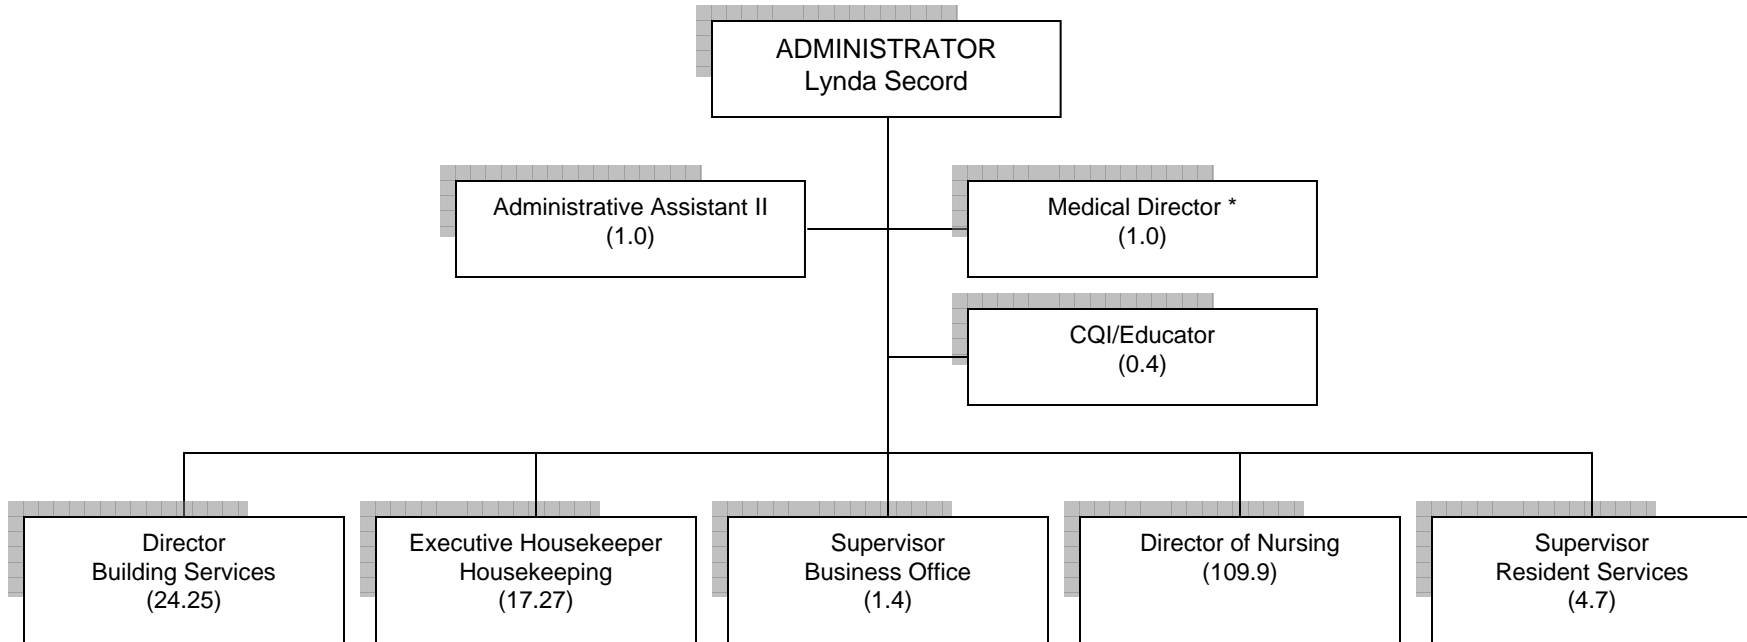 ADMINISTRATOR
Lynda Secord
Administrative Assistant II
(1.0)
Medical Director *
(1.0)
CQI/Educator
(0.4)
Director
Building Services
(24.25)
Executive Housekeeper
Housekeeping
(17.27)
Supervisor
Business Office
(1.4)
Director of Nursing
(109.9)
Supervisor
Resident Services
(4.7)